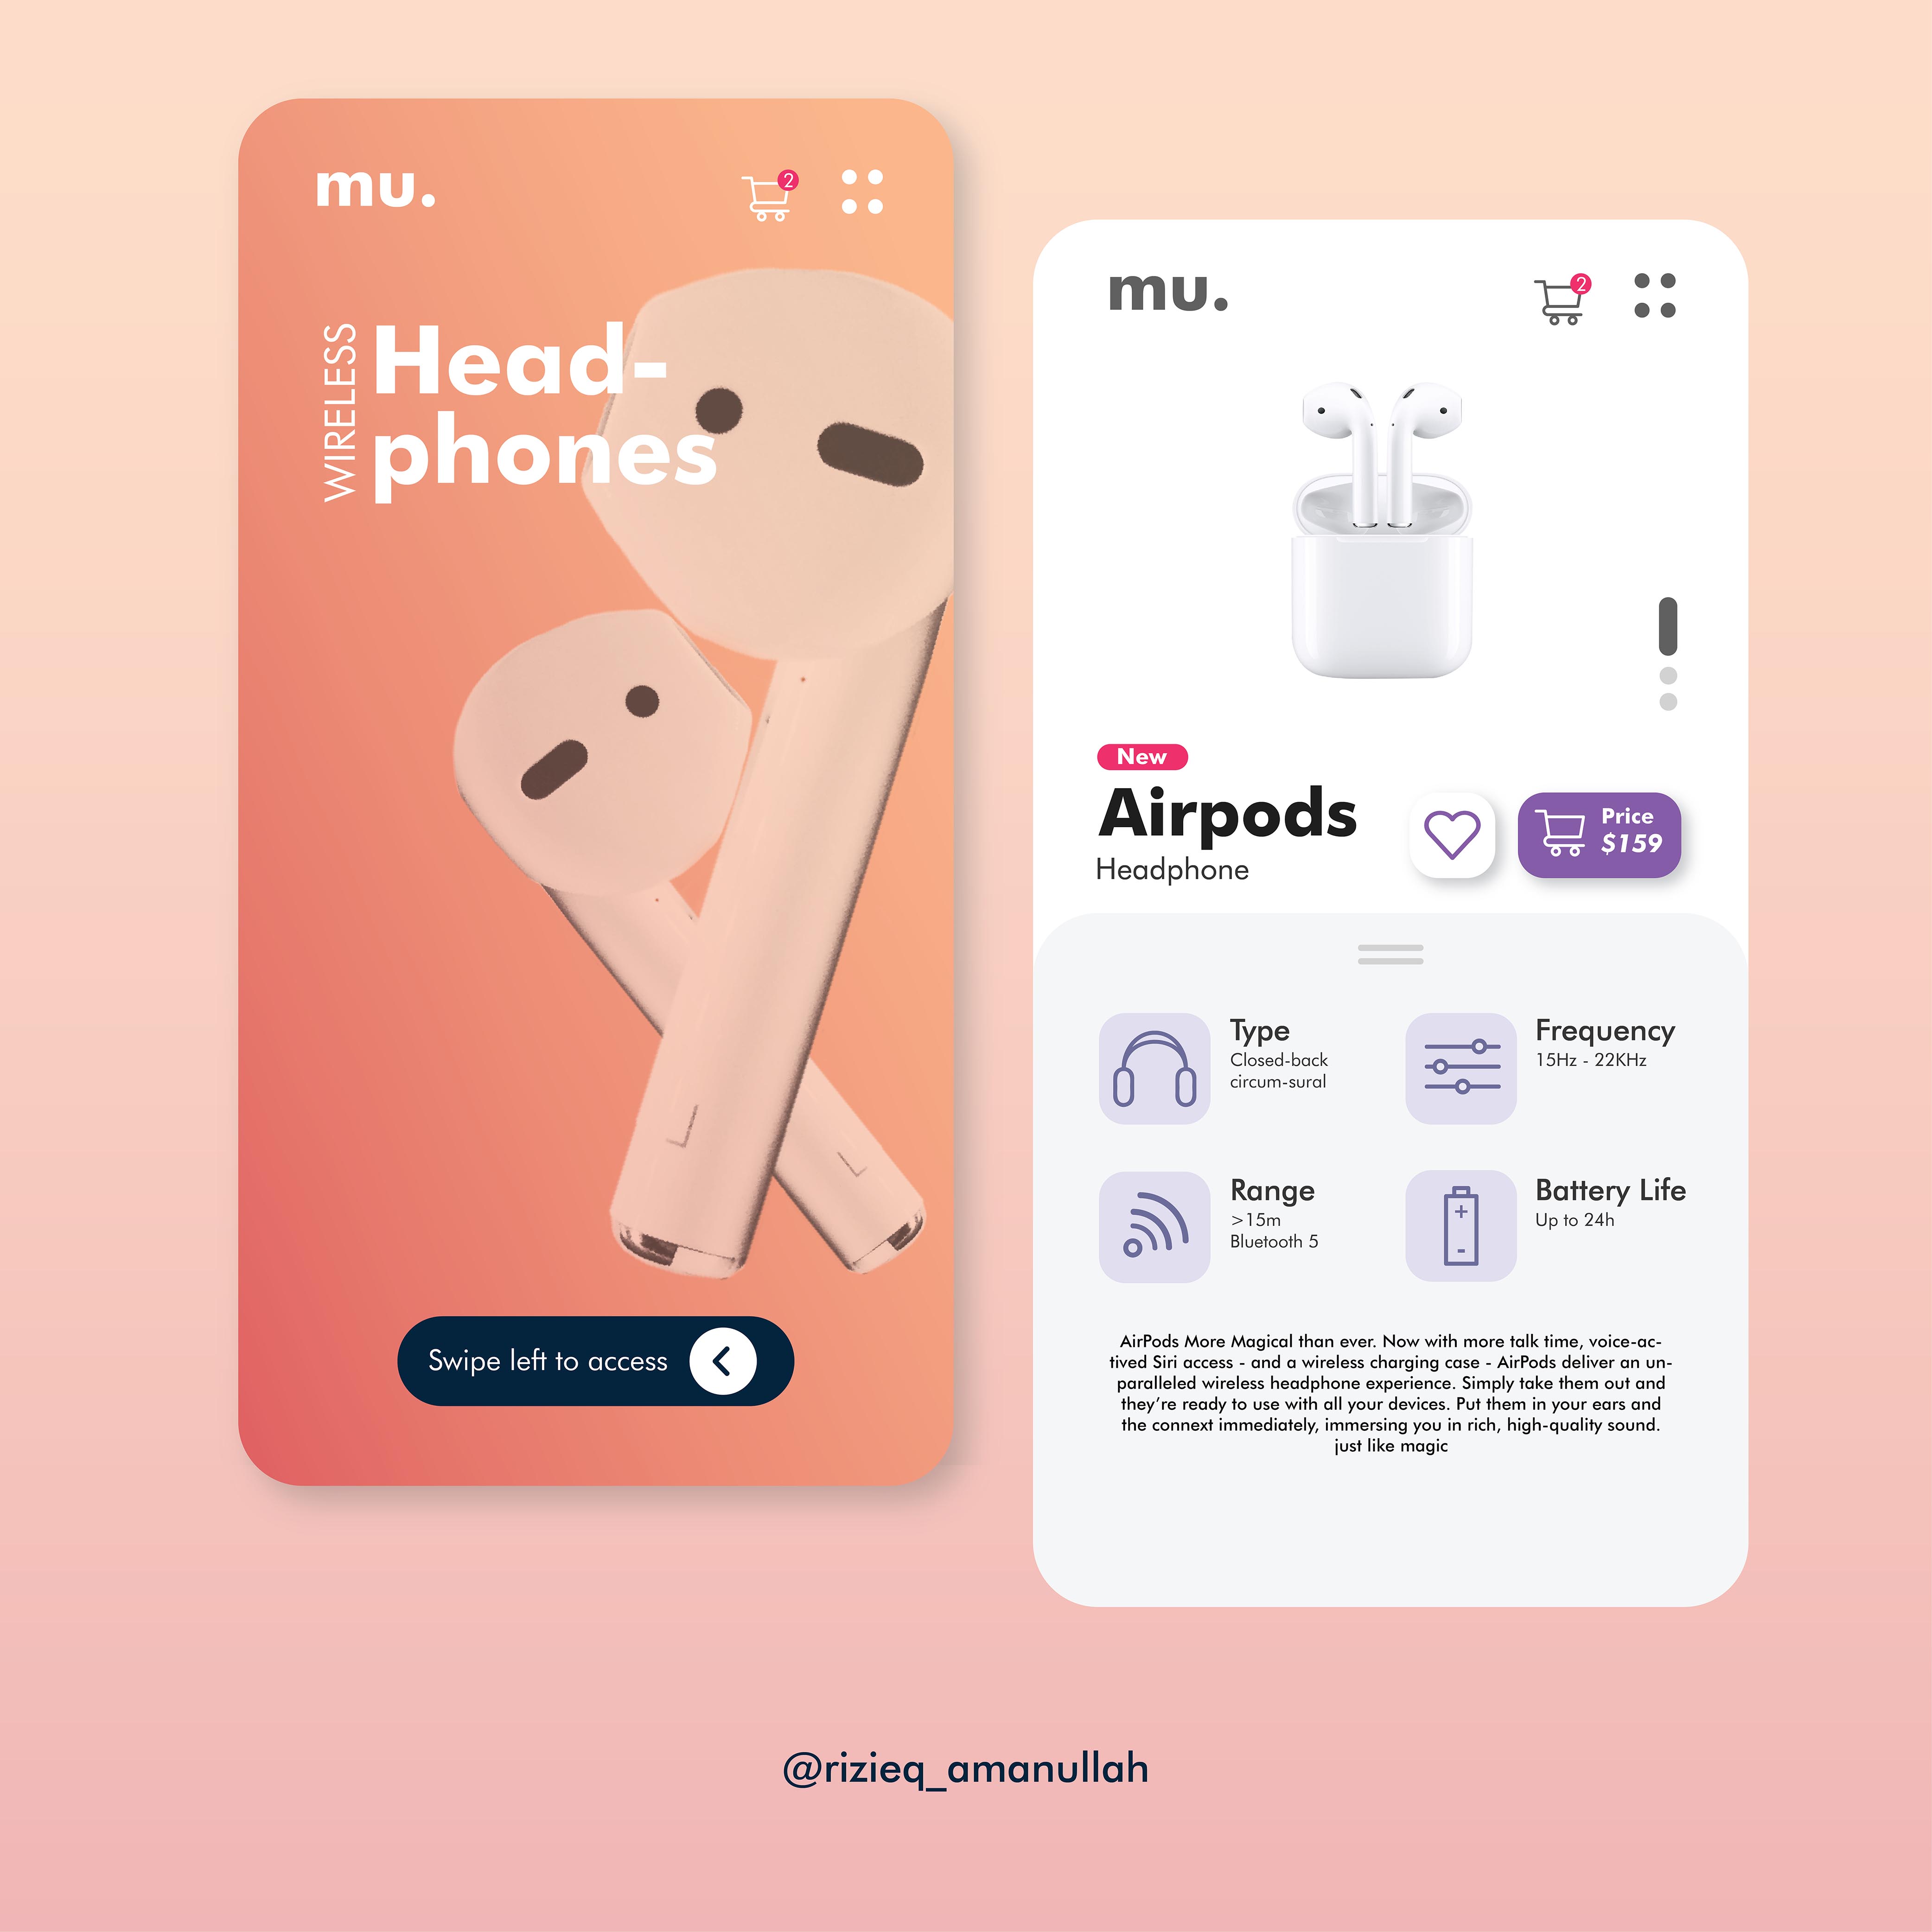 mu.
2
WIRELESS
Head-
phones
Swipe left to access
mu.
2
New
Airpods
Headphone
Price
$159
Type
Closed-back
circum-sural
Frequency
15Hz - 22KHz
Range
>15m
Bluetooth 5
Battery Life
Up to 24h
AirPods More Magical than ever. Now with more talk time, voice-ac-
tived Siri access - and a wireless charging case - AirPods deliver an un-
paralleled wireless headphone experience. Simply take them out and
they’re ready to use with all your devices. Put them in your ears and
the connext immediately, immersing you in rich, high-quality sound.
just like magic
@rizieq_amanullah